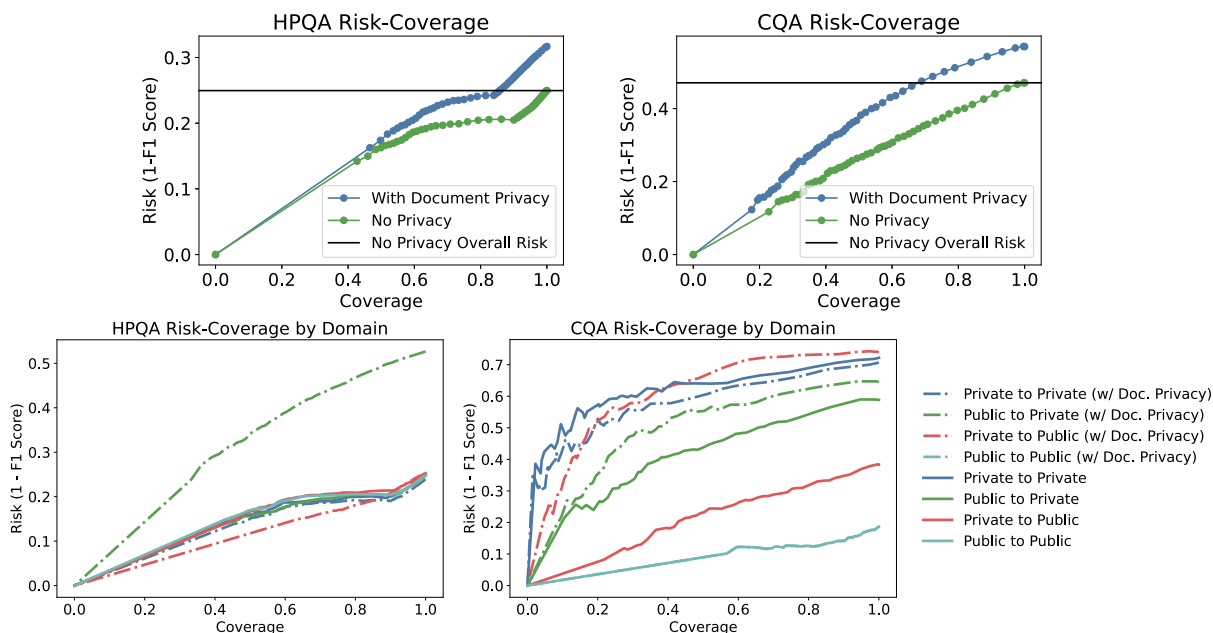 HPQA Risk-Coverage
Risk (1-F1 Score)
0.3
0.2
0.1
0.0
With Document Privacy
No Privacy
No Privacy Overall Risk
0.0 0.2 0.4 0.6 0.8 1.0
Coverage
CQA Risk-Coverage
Risk (1-F1 Score)
0.4
0.2
0.0
With Document Privacy
No Privacy
No Privacy Overall Risk
0.0 0.2 0.4 0.6 0.8 1.0
Coverage
HPQA Risk-Coverage by Domain
Risk (1 - F1 Score)
0.5
0.4
0.3
0.2
0.1
0.0
0.0 0.2 0.4 0.6 0.8 1.0
Coverage
CQA Risk-Coverage by Domain
Risk (1 - F1 Score)
0.7
0.6
0.5
0.4
0.3
0.2
0.1
0.0
0.0 0.2 0.4 0.6 0.8 1.0
Coverage
Private to Private (w/ Doc. Privacy)
Public to Private (w/ Doc. Privacy)
Private to Public (w/ Doc. Privacy)
Public to Public (w/ Doc. Privacy)
Private to Private
Public to Private
Private to Public
Public to Public